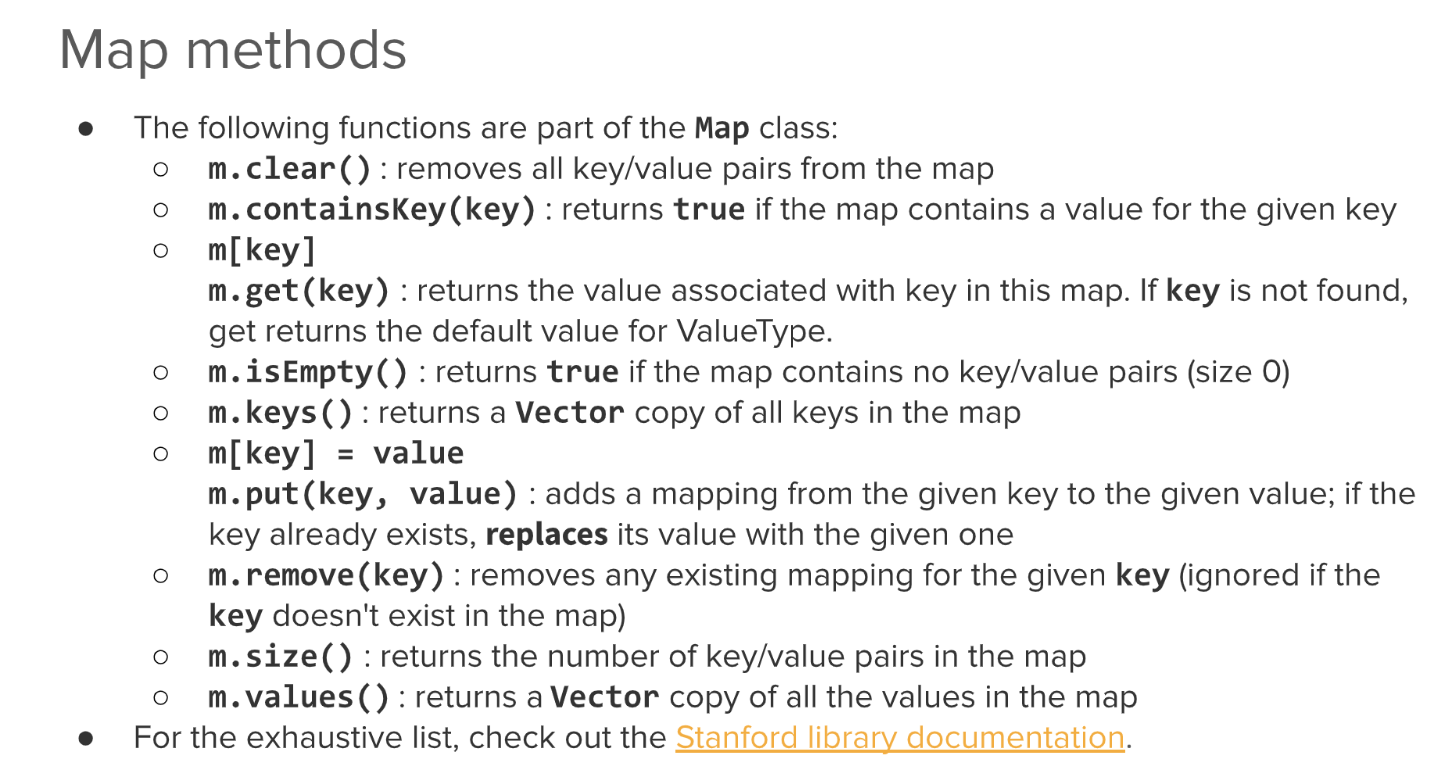 Map methods
● The following functions are part of the Map class:
○ m.clear() : removes all key/value pairs from the map
○ m.containsKey(key) : returns true if the map contains a value for the given key
○ m[key]
m.get(key) : returns the value associated with key in this map. If key is not found,
get returns the default value for ValueType.
○ m.isEmpty() : returns true if the map contains no key/value pairs (size 0)
○ m.keys() : returns a Vector copy of all keys in the map
○ m[key] = value
m.put(key, value) : adds a mapping from the given key to the given value; if the
key already exists, replaces its value with the given one
○ m.remove(key) : removes any existing mapping for the given key (ignored if the
key doesn't exist in the map)
○ m.size() : returns the number of key/value pairs in the map
○ m.values() : returns a Vector copy of all the values in the map
● For the exhaustive list, check out the Stanford library documentation.